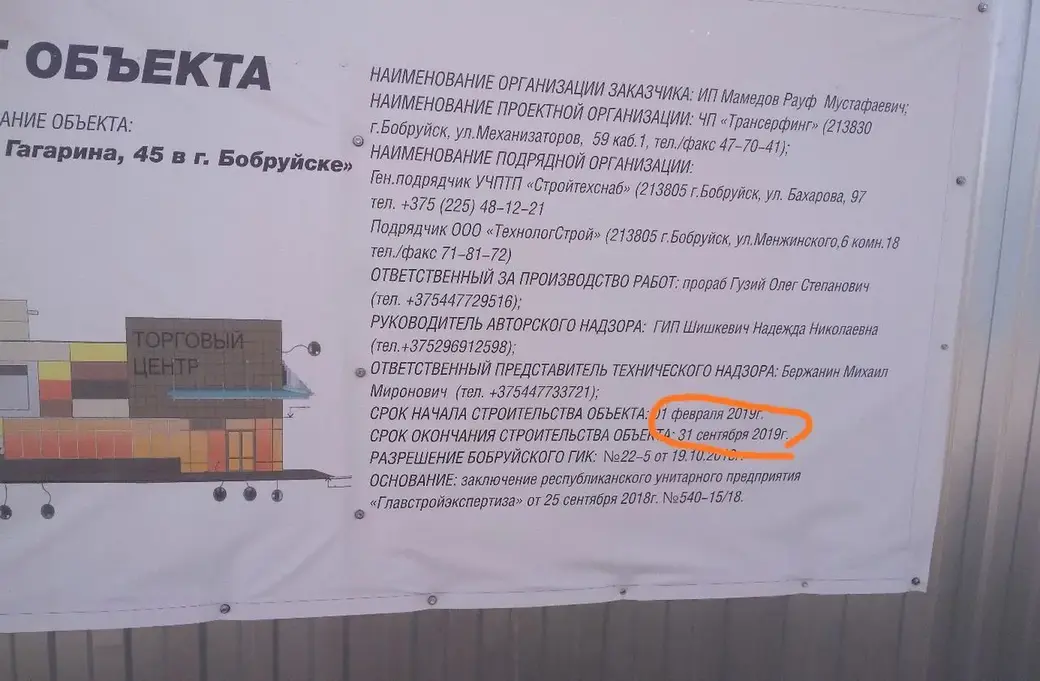 Т ОБЪЕКТА
АНИЕ ОБЪЕКТА:
Гагарина, 45 в г. Бобруйске»
ТОРГОВЫЙ
ЦЕНТР
НАИМЕНОВАНИЕ ОРГАНИЗАЦИИ ЗАКАЗЧИКА: ИП Мамедов Рауф Мустафаевич;
НАИМЕНОВАНИЕ ПРОЕКТНОЙ ОРГАНИЗАЦИИ: ЧП «Трансерфинг» (213830
г.Бобруйск, ул.Механизаторов, 59 каб.1, тел./факс 47-70-41);
НАИМЕНОВАНИЕ ПОДРЯДНОЙ ОРГАНИЗАЦИИ:
Ген.подрядчик УЧПТП «Стройтехснаб» (213805 г.Бобруйск, ул. Бахарова, 97
тел. +375 (225) 48-12-21
Подрядчик ООО «ТехнологСтрой» (213805 г.Бобруйск, ул.Менжинского,6 комн.18
тел./факс 71-81-72)
ОТВЕТСТВЕННЫЙ ЗА ПРОИЗВОДСТВО РАБОТ: прораб Гузий Олег Степанович
(тел. +375447729516);
РУКОВОДИТЕЛЬ АВТОРСКОГО НАДЗОРА: ГИП Шишкевич Надежда Николаевна
(тел.+375296912598);
ОТВЕТСТВЕННЫЙ ПРЕДСТАВИТЕЛЬ ТЕХНИЧЕСКОГО НАДЗОРА: Бержанин Михаил
Миронович (тел. +375447733721);
СРОК НАЧАЛА СТРОИТЕЛЬСТВА ОБЪЕКТА: 01 февраля 2019г.
СРОК ОКОНЧАНИЯ СТРОИТЕЛЬСТВА ОБЪЕКТА: 31 сентября 2019г.
РАЗРЕШЕНИЕ БОБРУЙСКОГО ГИК: №22-5 от 19.10.2018г.
ОСНОВАНИЕ: заключение республиканского унитарного предприятия
«Главстройэкспертиза» от 25 сентября 2018г. №540-15/18.